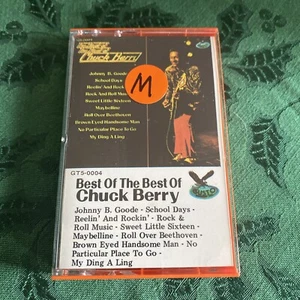 GT5-0004
Chuck Berry
Johnny B. Goode
School Days
Reelin' And Rockin'
Rock And Roll Music
Sweet Little Sixteen
Maybelline
Roll Over Beethoven
Brown Eyed Handsome Man
No Particular Place To Go
My Ding A Ling
M
GT5-0004
Best Of The Best Of
Chuck Berry
Johnny B. Goode - School Days -
Reelin' And Rockin' - Rock &
Roll Music - Sweet Little Sixteen -
Maybelline - Roll Over Beethoven -
Brown Eyed Handsome Man - No
Particular Place To Go -
My Ding A Ling